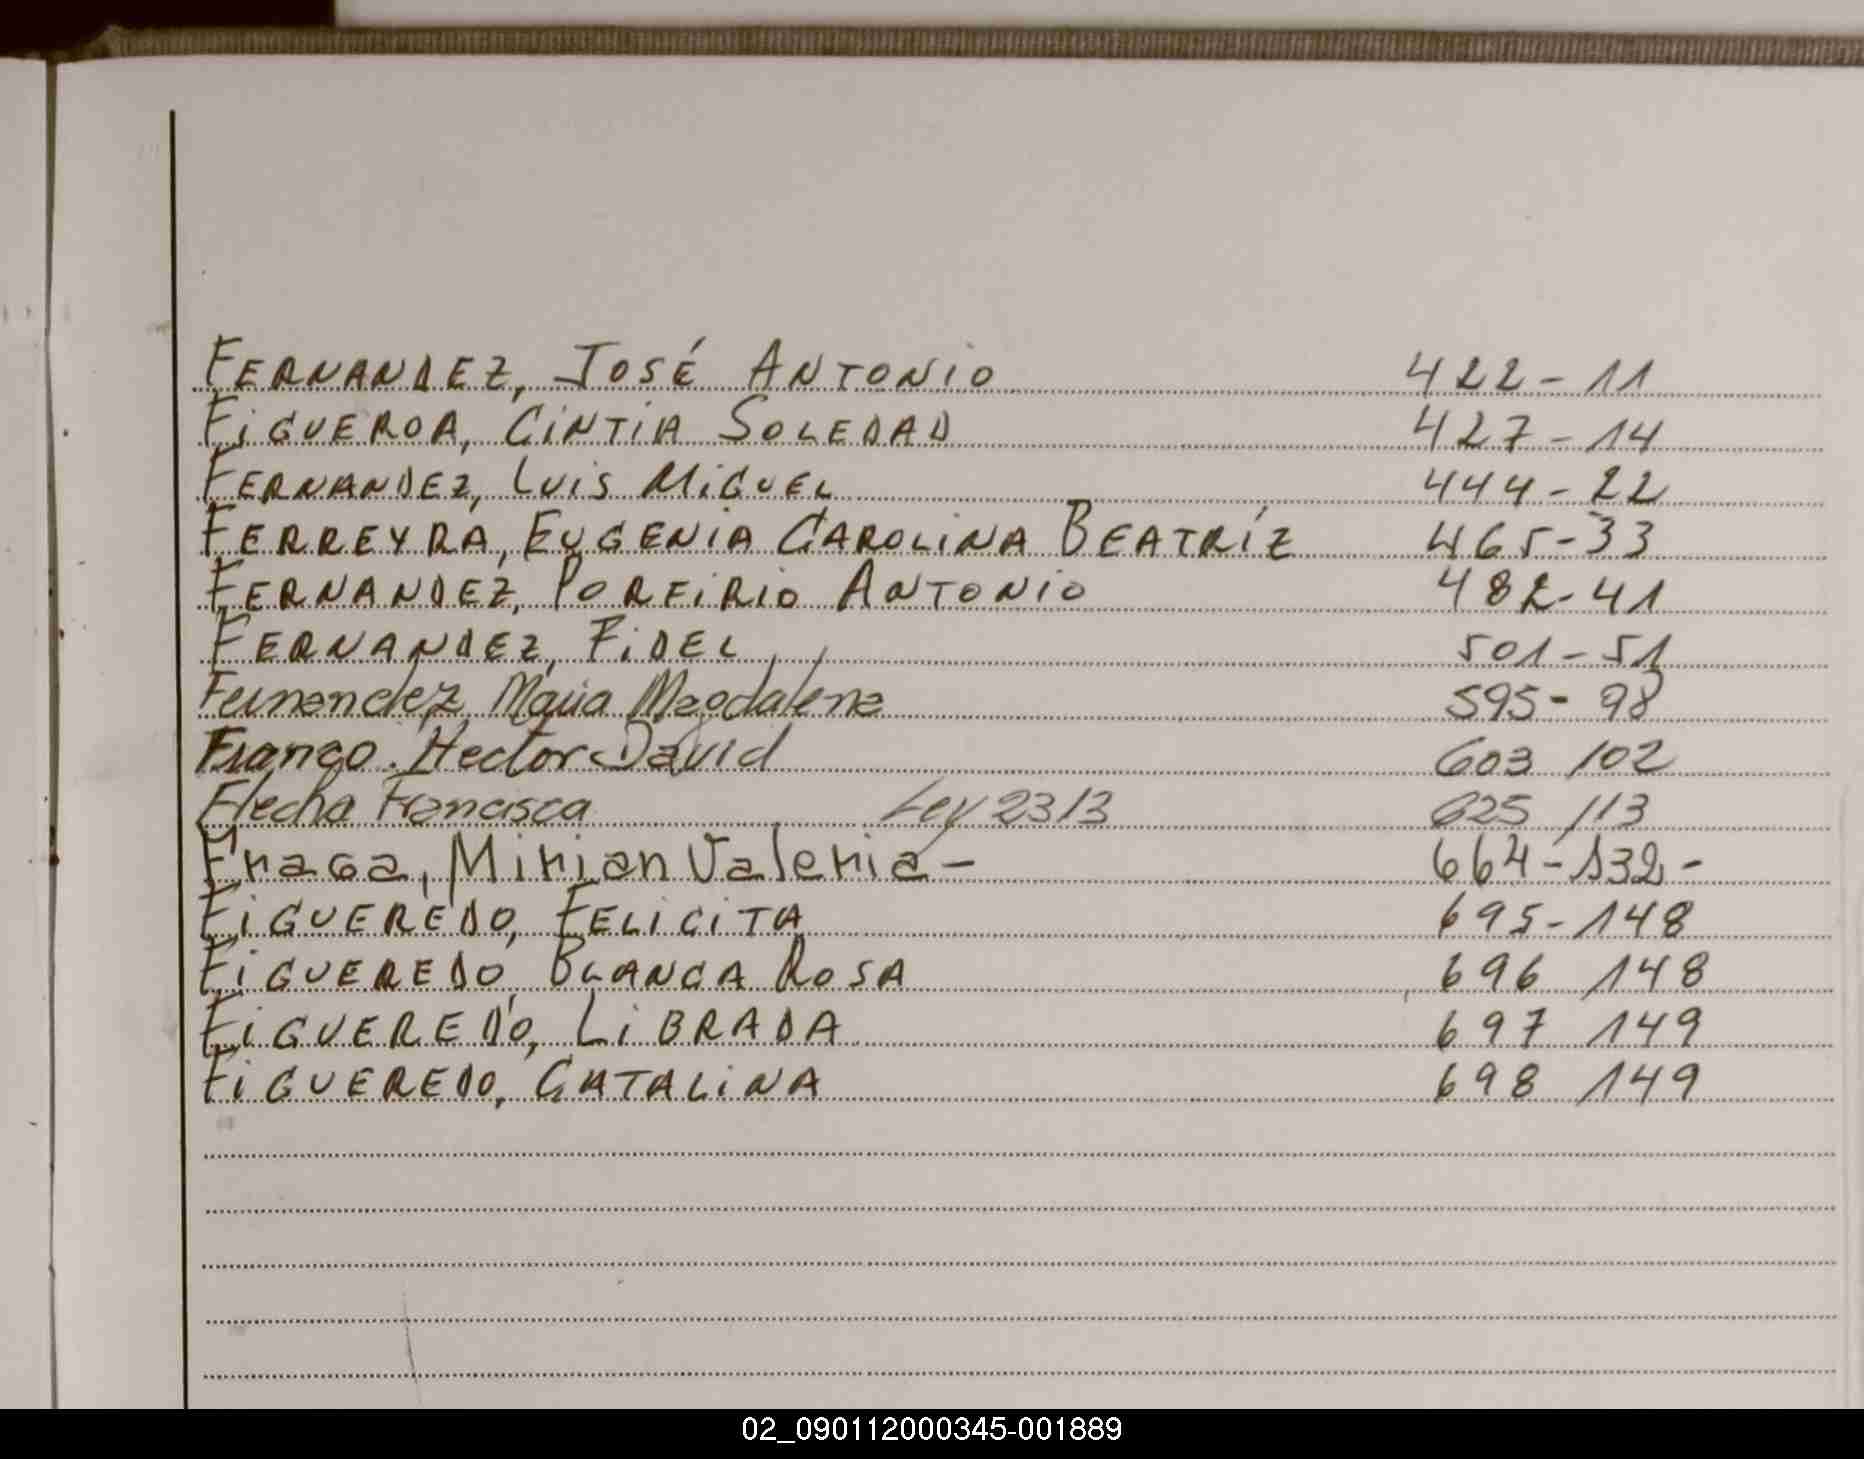 FERNANDEZ, JOSÉ ANTONIO 422-11
FIGUEROA, CINTIA SOLEDAD 427-14
FERNANDEZ, LUIS MIGUEL 444-22
FERREYRA, EUGENIA CAROLINA BEATRÍZ 465-33
FERNANDEZ, PORFIRIO ANTONIO 482-41
FERNANDEZ, FIDEL 501-51
Fernandez, María Magdalena 595-98
Franco. Hector David 603 102
Flecha Francisca Ley 2313 625 113
Fraga, Mirian Valeria- 664-132-
FIGUEREDO, FELICITA 695-148
FIGUEREDO, BLANCA ROSA 696 148
FIGUEREDO, LIBRADA 697 149
FIGUEREDO, CATALINA 698 149
02_090112000345-001889